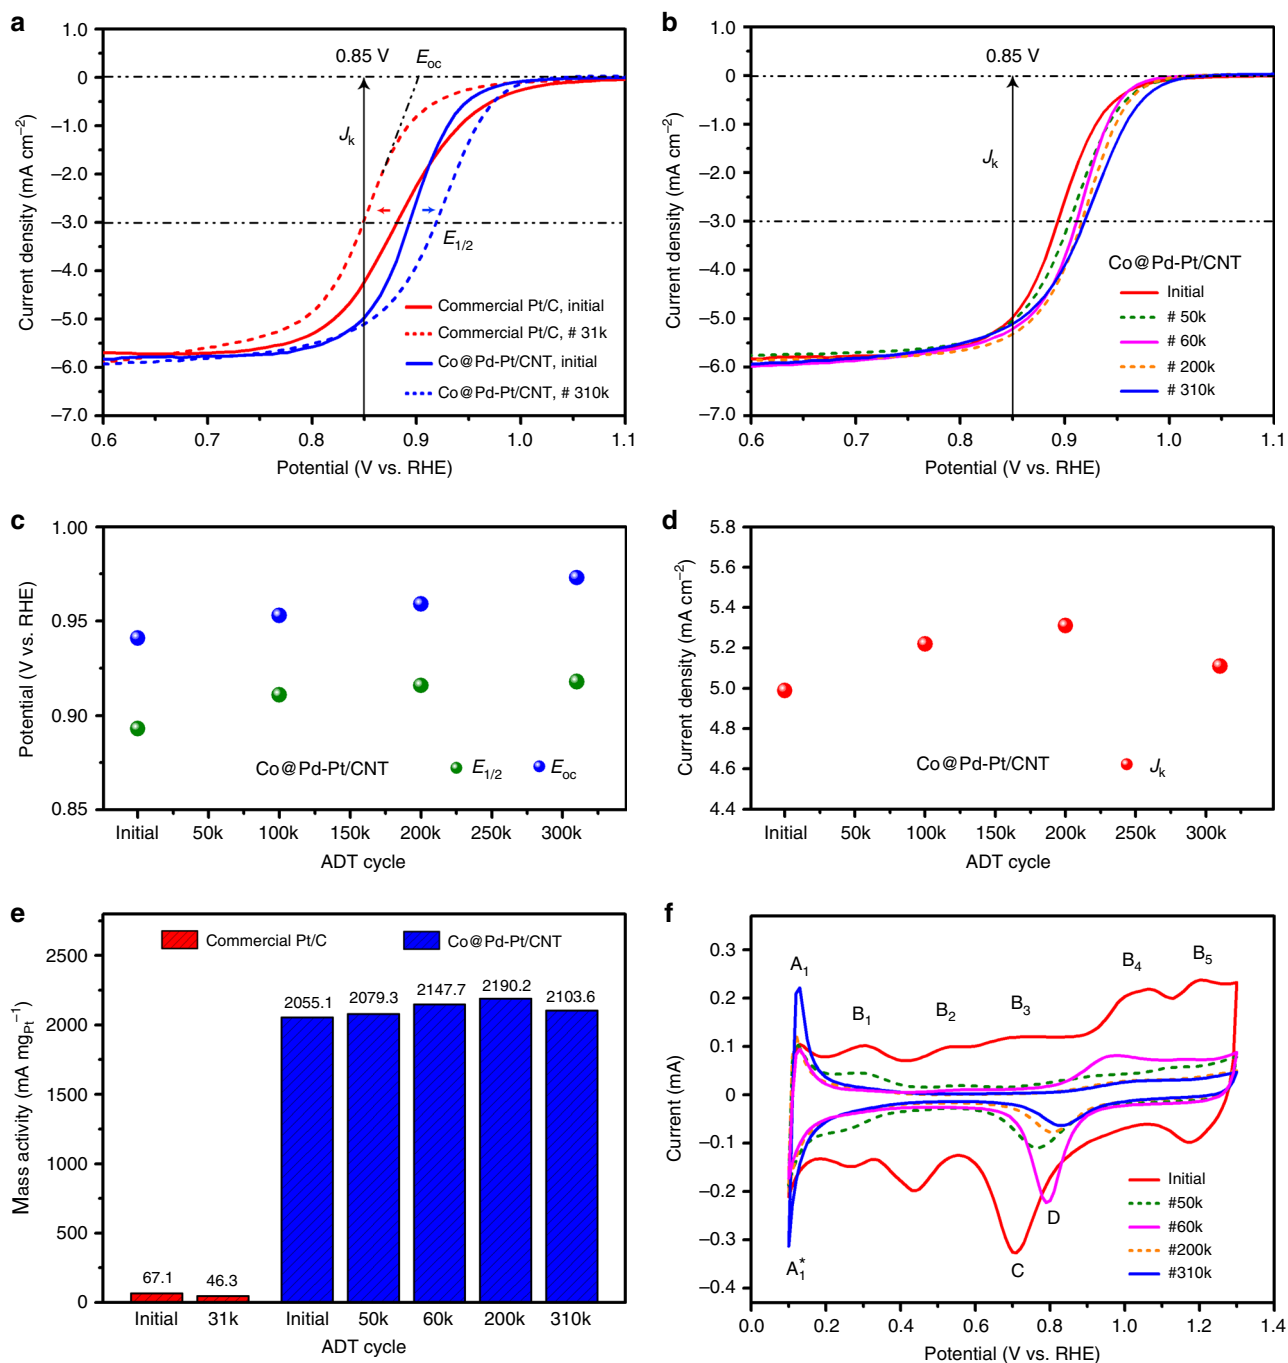 a
1.0
0
–1.0
–2.0
–3.0
–4.0
–5.0
–6.0
–7.0
Current density (mA cm⁻²)
0.85 V
E_oc
J_k
E_1/2
Commercial Pt/C, initial
Commercial Pt/C, # 31k
Co@Pd-Pt/CNT, initial
Co@Pd-Pt/CNT, # 310k
0.6 0.7 0.8 0.9 1.0 1.1
Potential (V vs. RHE)
b
1.0
0
–1.0
–2.0
–3.0
–4.0
–5.0
–6.0
–7.0
Current density (mA cm⁻²)
0.85 V
J_k
Co@Pd-Pt/CNT
Initial
# 50k
# 60k
# 200k
# 310k
0.6 0.7 0.8 0.9 1.0 1.1
Potential (V vs. RHE)
c
1.00
0.95
0.90
0.85
Potential (V vs. RHE)
Co@Pd-Pt/CNT E_1/2 E_oc
Initial 50k 100k 150k 200k 250k 300k
ADT cycle
d
5.8
5.6
5.4
5.2
5.0
4.8
4.6
4.4
Current density (mA cm⁻²)
Co@Pd-Pt/CNT J_k
Initial 50k 100k 150k 200k 250k 300k
ADT cycle
e
2500
2000
1500
1000
500
0
Mass activity (mA mg_Pt⁻¹)
Commercial Pt/C Co@Pd-Pt/CNT
67.1 46.3 2055.1 2079.3 2147.7 2190.2 2103.6
Initial 31k Initial 50k 60k 200k 310k
ADT cycle
f
0.3
0.2
0.1
0
–0.1
–0.2
–0.3
–0.4
Current (mA)
A₁
B₁
B₂
B₃
B₄
B₅
A₁*
C
D
Initial
#50k
#60k
#200k
#310k
0.0 0.2 0.4 0.6 0.8 1.0 1.2 1.4
Potential (V vs. RHE)